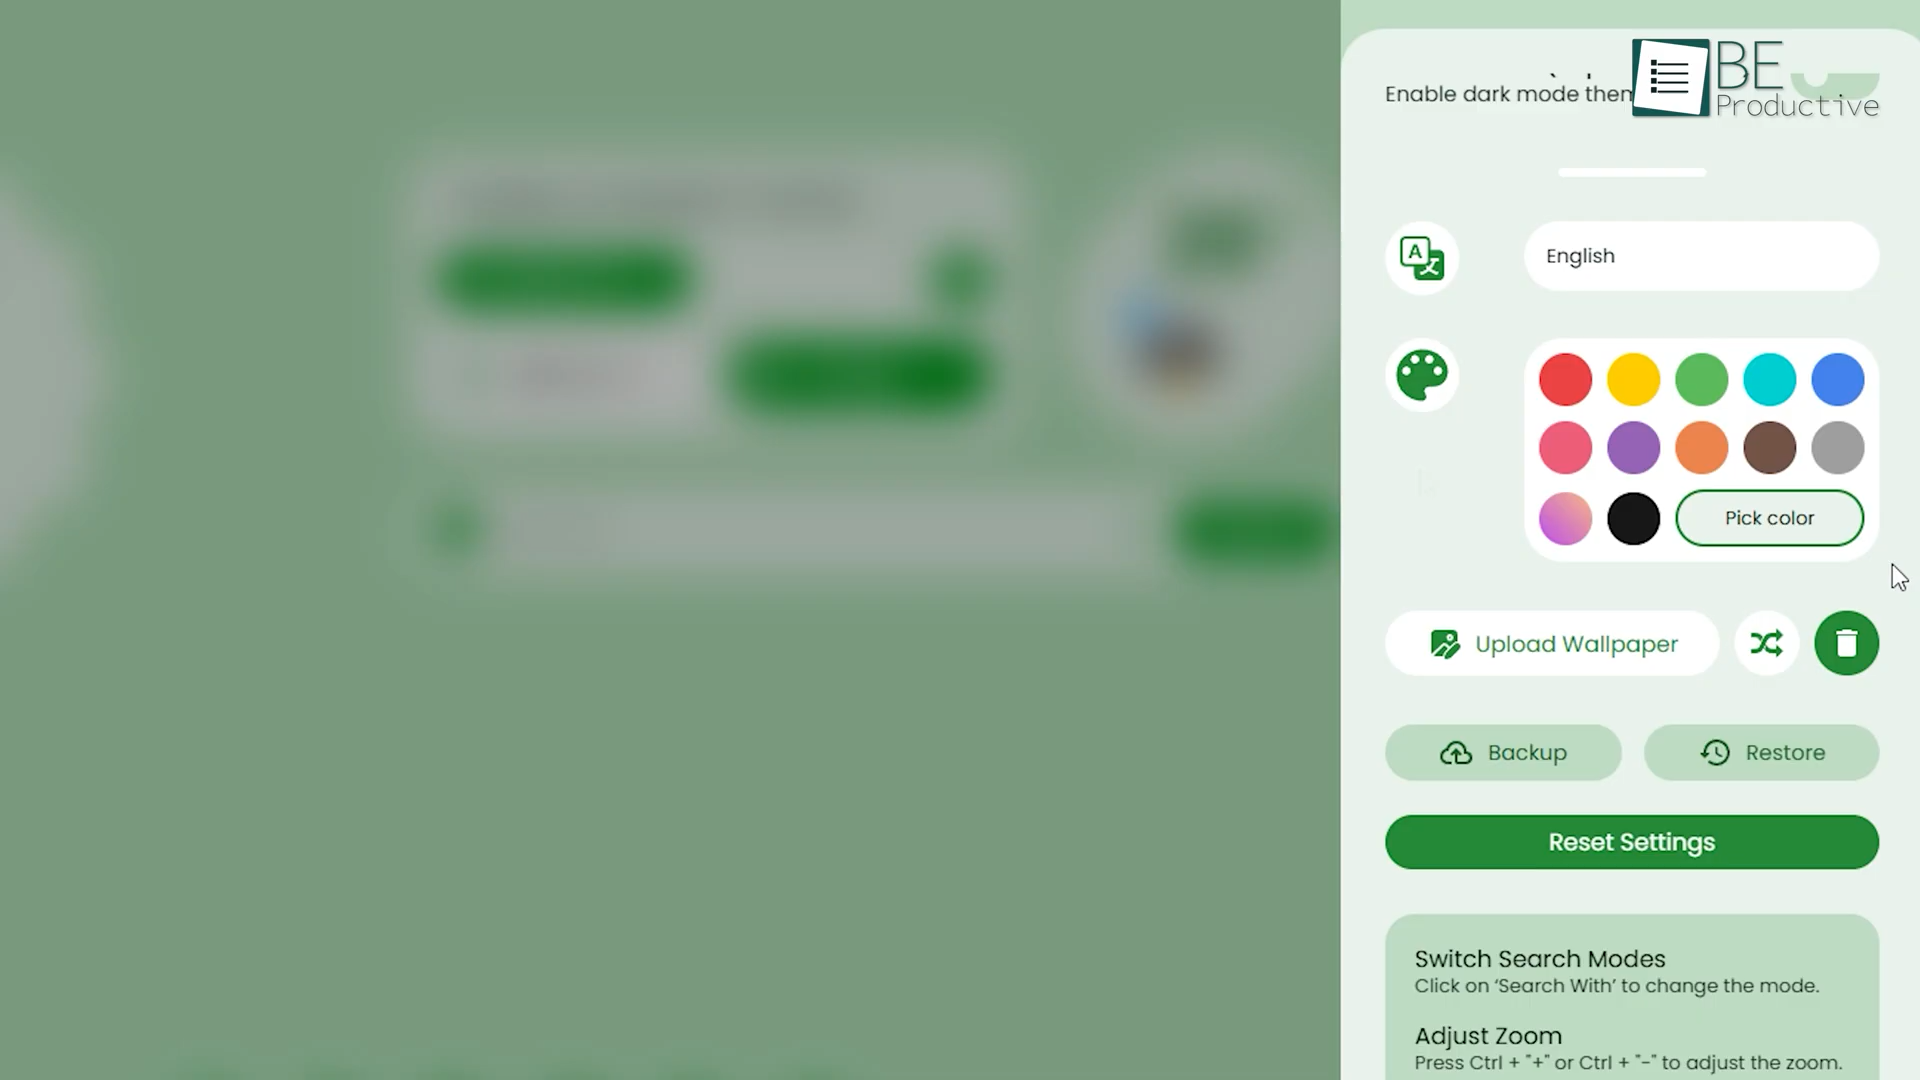 BE
Productive
Enable dark mode them
English
Pick color
Upload Wallpaper
Backup
Restore
Reset Settings
Switch Search Modes
Click on ‘Search With’ to change the mode.
Adjust Zoom
Press Ctrl + "+" or Ctrl + "-" to adjust the zoom.